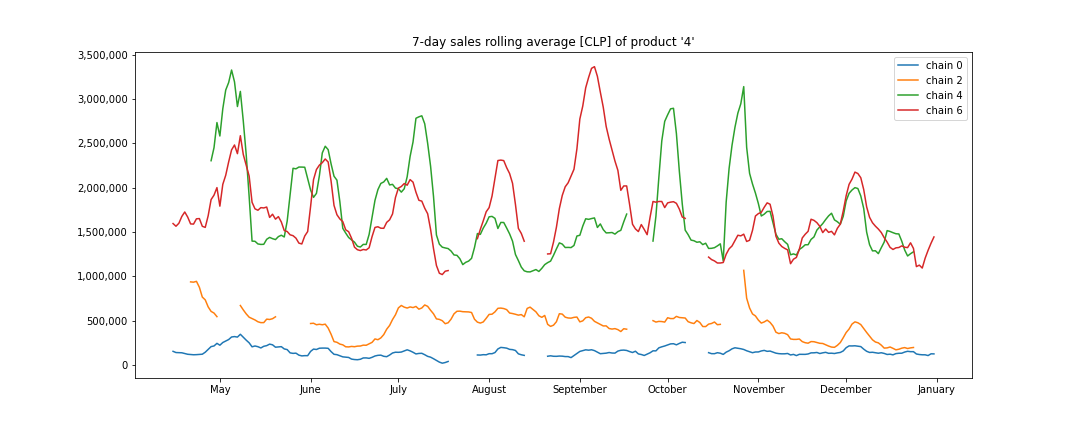 7-day sales rolling average [CLP] of product '4'
3,500,000
3,000,000
2,500,000
2,000,000
1,500,000
1,000,000
500,000
0
chain 0
chain 2
chain 4
chain 6
May June July August September October November December January